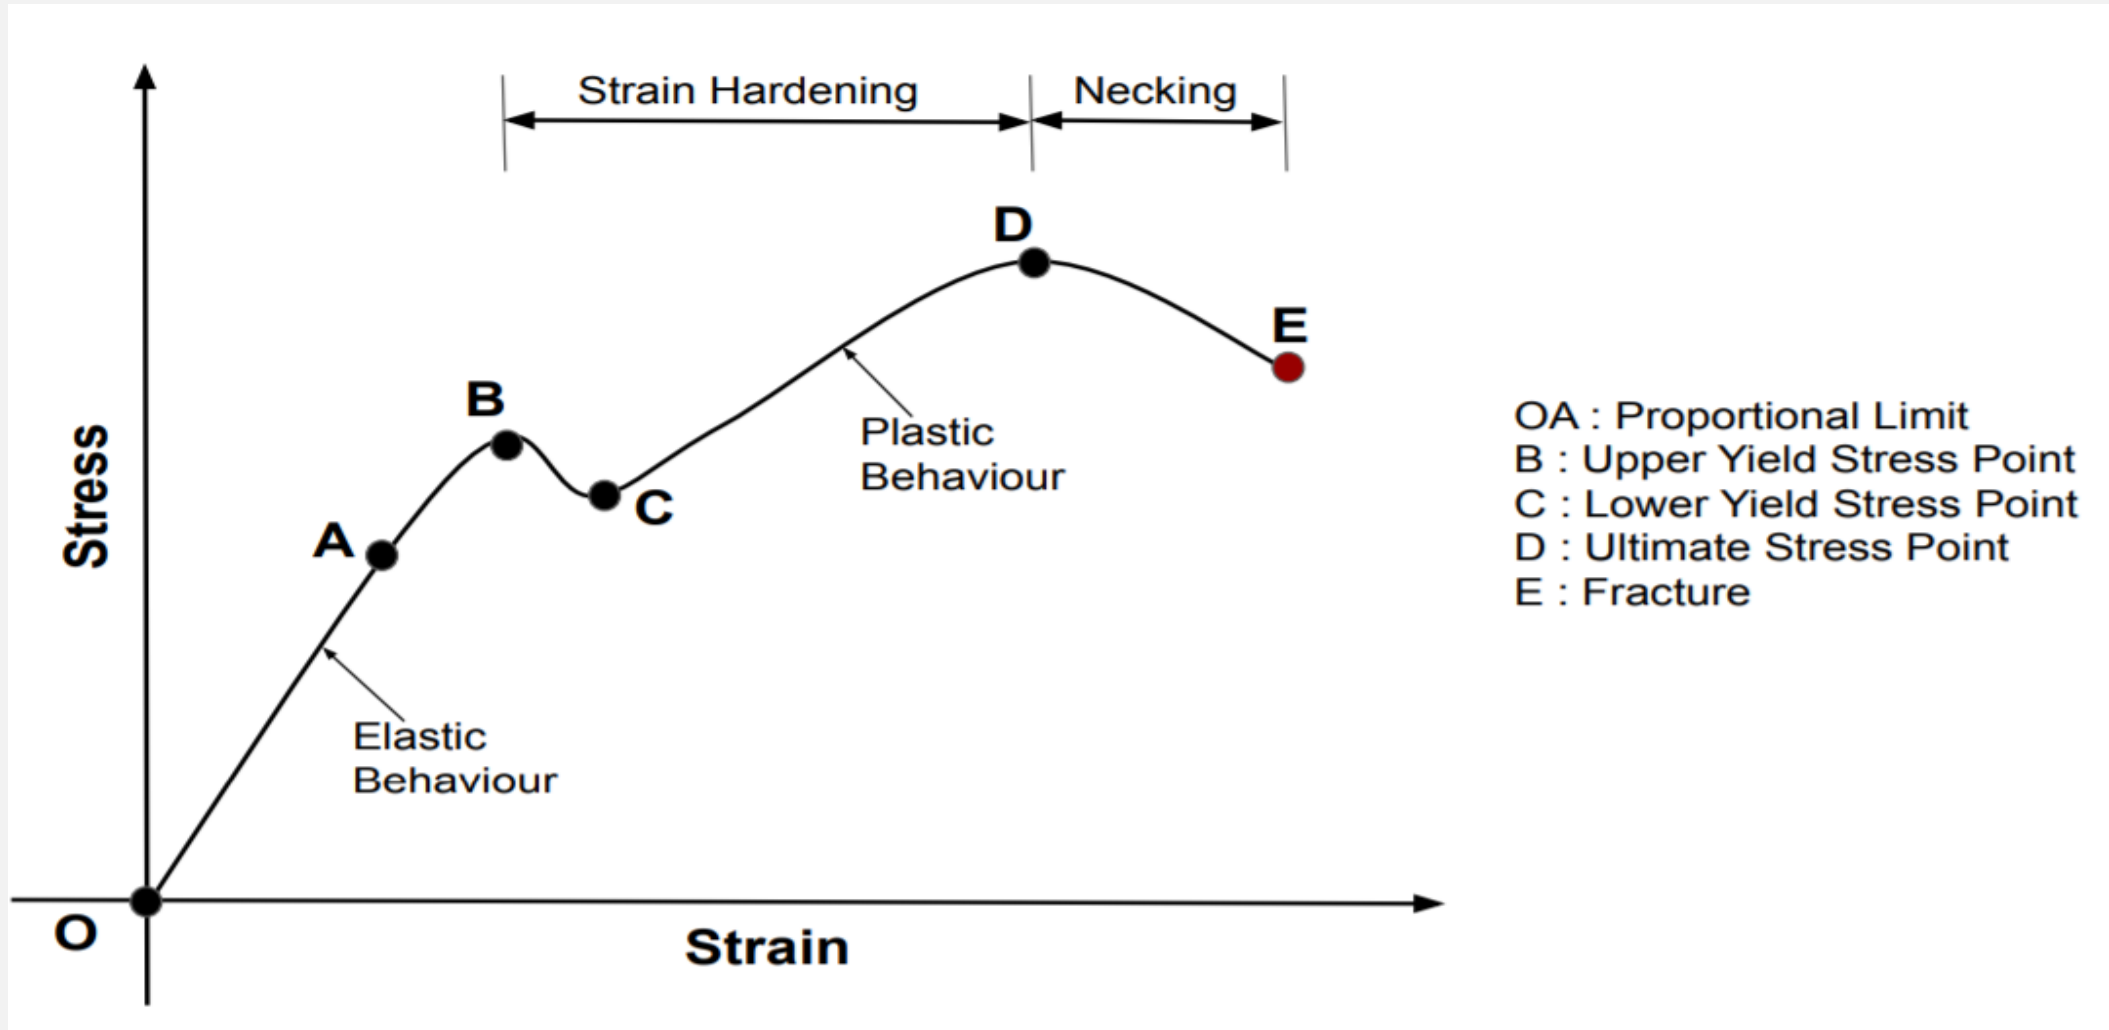 Strain Hardening
Necking
D
E
B
A
C
Plastic
Behaviour
Stress
Elastic
Behaviour
O
Strain
OA : Proportional Limit
B : Upper Yield Stress Point
C : Lower Yield Stress Point
D : Ultimate Stress Point
E : Fracture